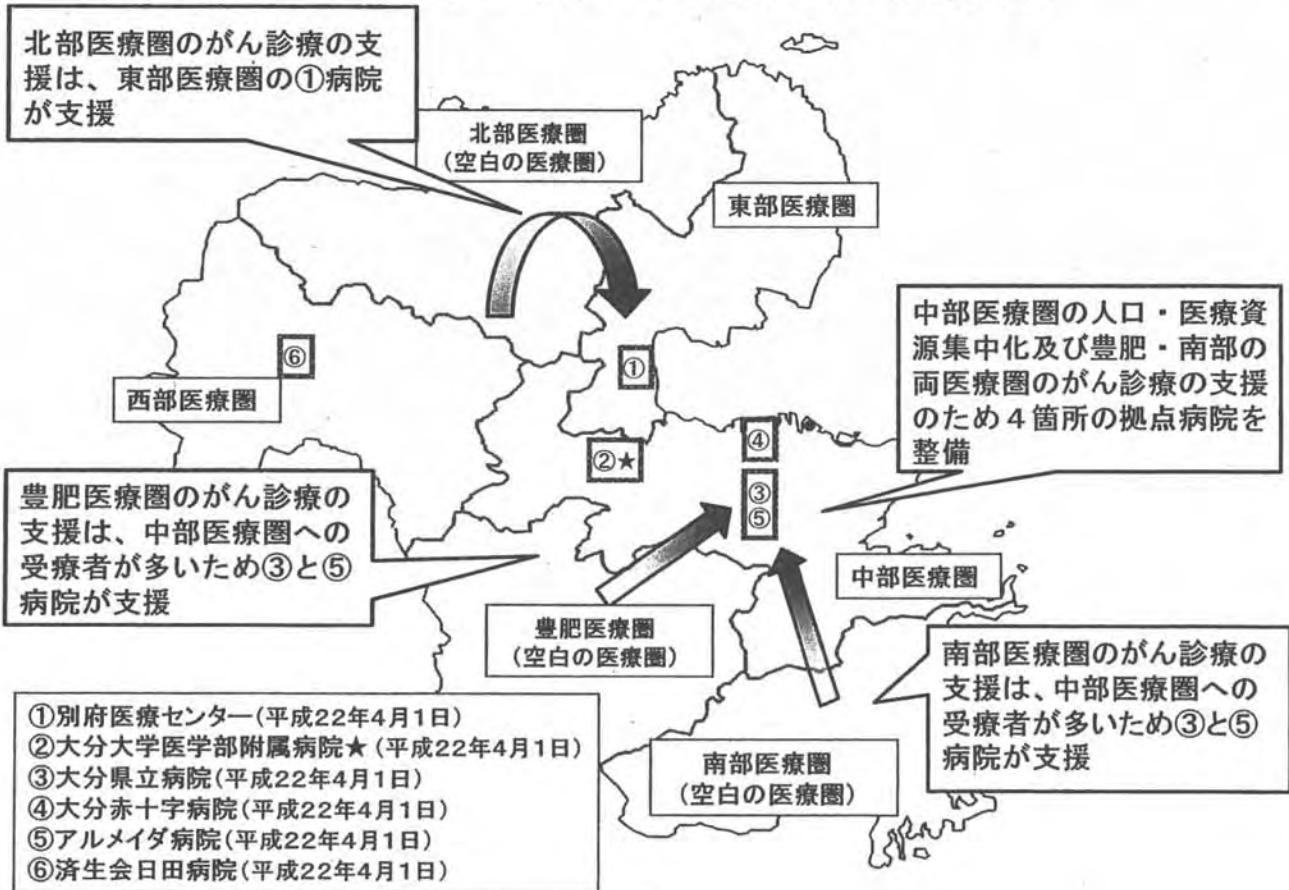 北部医療圏のがん診療の支
援は、東部医療圏の①病院
が支援
北部医療圏
(空白の医療圏)
東部医療圏
中部医療圏の人口・医療資
源集中化及び豊肥・南部の
両医療圏のがん診療の支援
のため４箇所の拠点病院を
整備
⑥
①
西部医療圏
④
②★
③
⑤
豊肥医療圏のがん診療の
支援は、中部医療圏への
受療者が多いため③と⑤
病院が支援
中部医療圏
豊肥医療圏
(空白の医療圏)
南部医療圏のがん診療の
支援は、中部医療圏への
受療者が多いため③と⑤
病院が支援
南部医療圏
(空白の医療圏)
①別府医療センター(平成22年4月1日)
②大分大学医学部附属病院★(平成22年4月1日)
③大分県立病院(平成22年4月1日)
④大分赤十字病院(平成22年4月1日)
⑤アルメイダ病院(平成22年4月1日)
⑥済生会日田病院(平成22年4月1日)